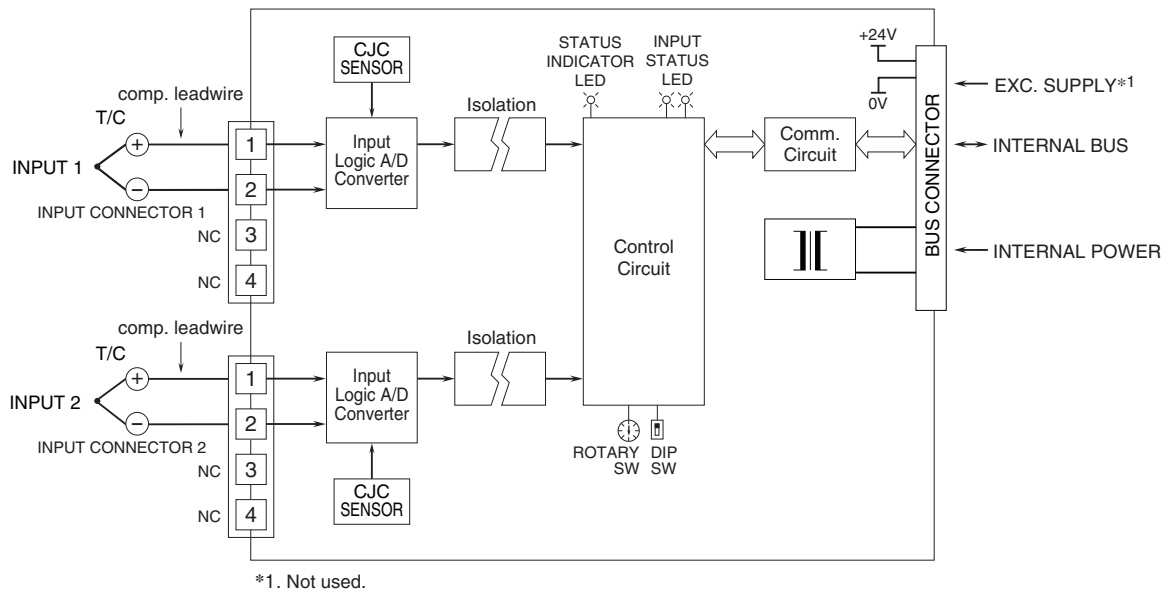 CJC
SENSOR
STATUS
INDICATOR
LED
INPUT
STATUS
LED
+24V
0V
BUS CONNECTOR
EXC. SUPPLY*1
INTERNAL BUS
INTERNAL POWER
comp. leadwire
T/C
+
−
INPUT 1
INPUT CONNECTOR 1
1
2
NC 3
NC 4
Input
Logic A/D
Converter
Isolation
Control
Circuit
Comm.
Circuit
comp. leadwire
T/C
+
−
INPUT 2
INPUT CONNECTOR 2
1
2
NC 3
NC 4
Input
Logic A/D
Converter
Isolation
CJC
SENSOR
ROTARY
SW
DIP
SW
*1. Not used.